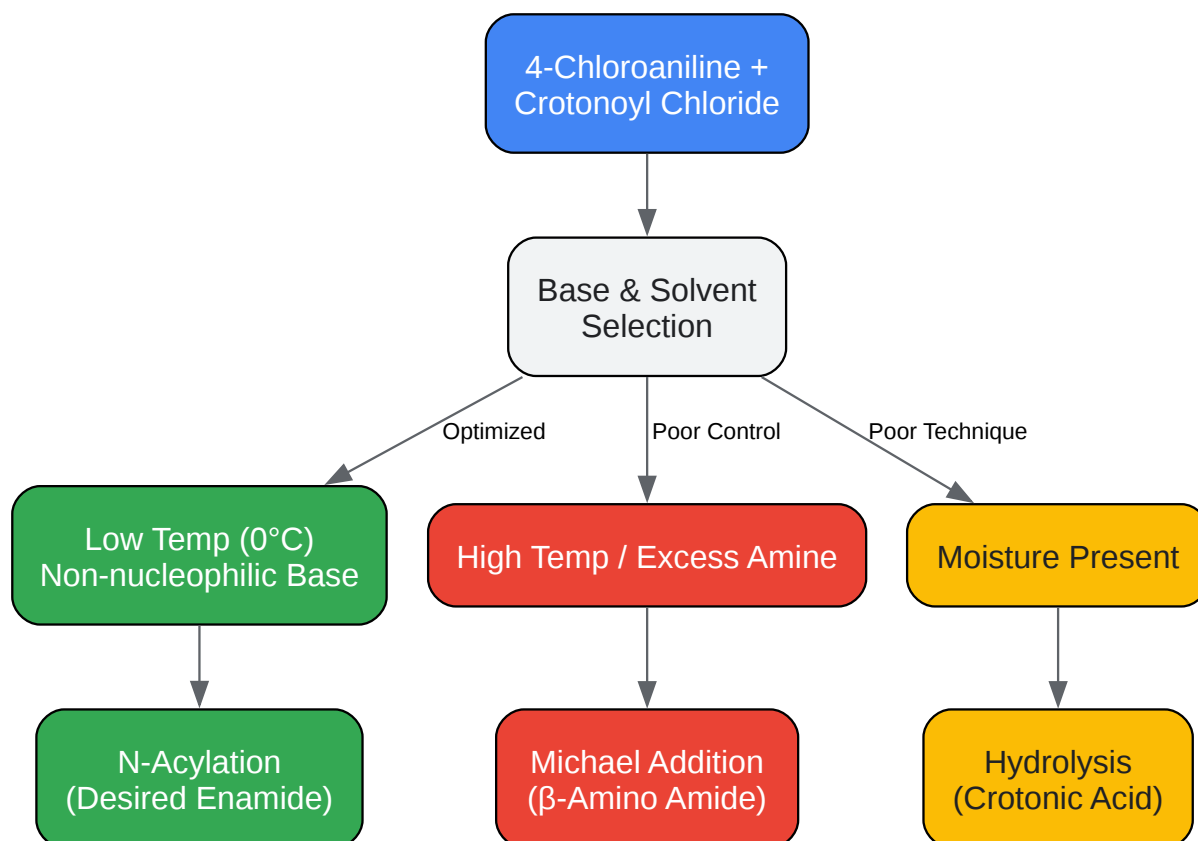 4-Chloroaniline +
Crotonoyl Chloride
Base & Solvent
Selection
Optimized
Poor Control
Poor Technique
Low Temp (0°C)
Non-nucleophilic Base
High Temp / Excess Amine
Moisture Present
N-Acylation
(Desired Enamide)
Michael Addition
(β-Amino Amide)
Hydrolysis
(Crotonic Acid)